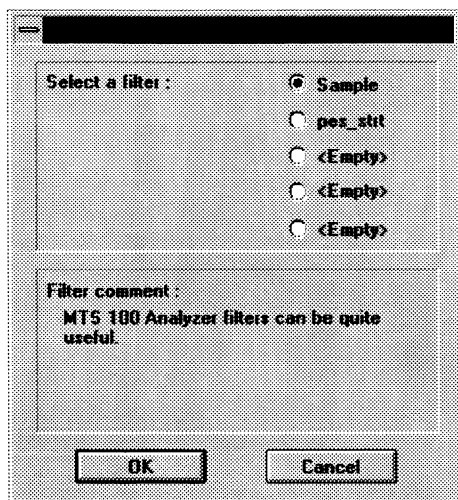 Select a filter :
Sample
pes_strt
<Empty>
<Empty>
<Empty>
Filter comment :
MTS 100 Analyzer filters can be quite
useful.
OK
Cancel